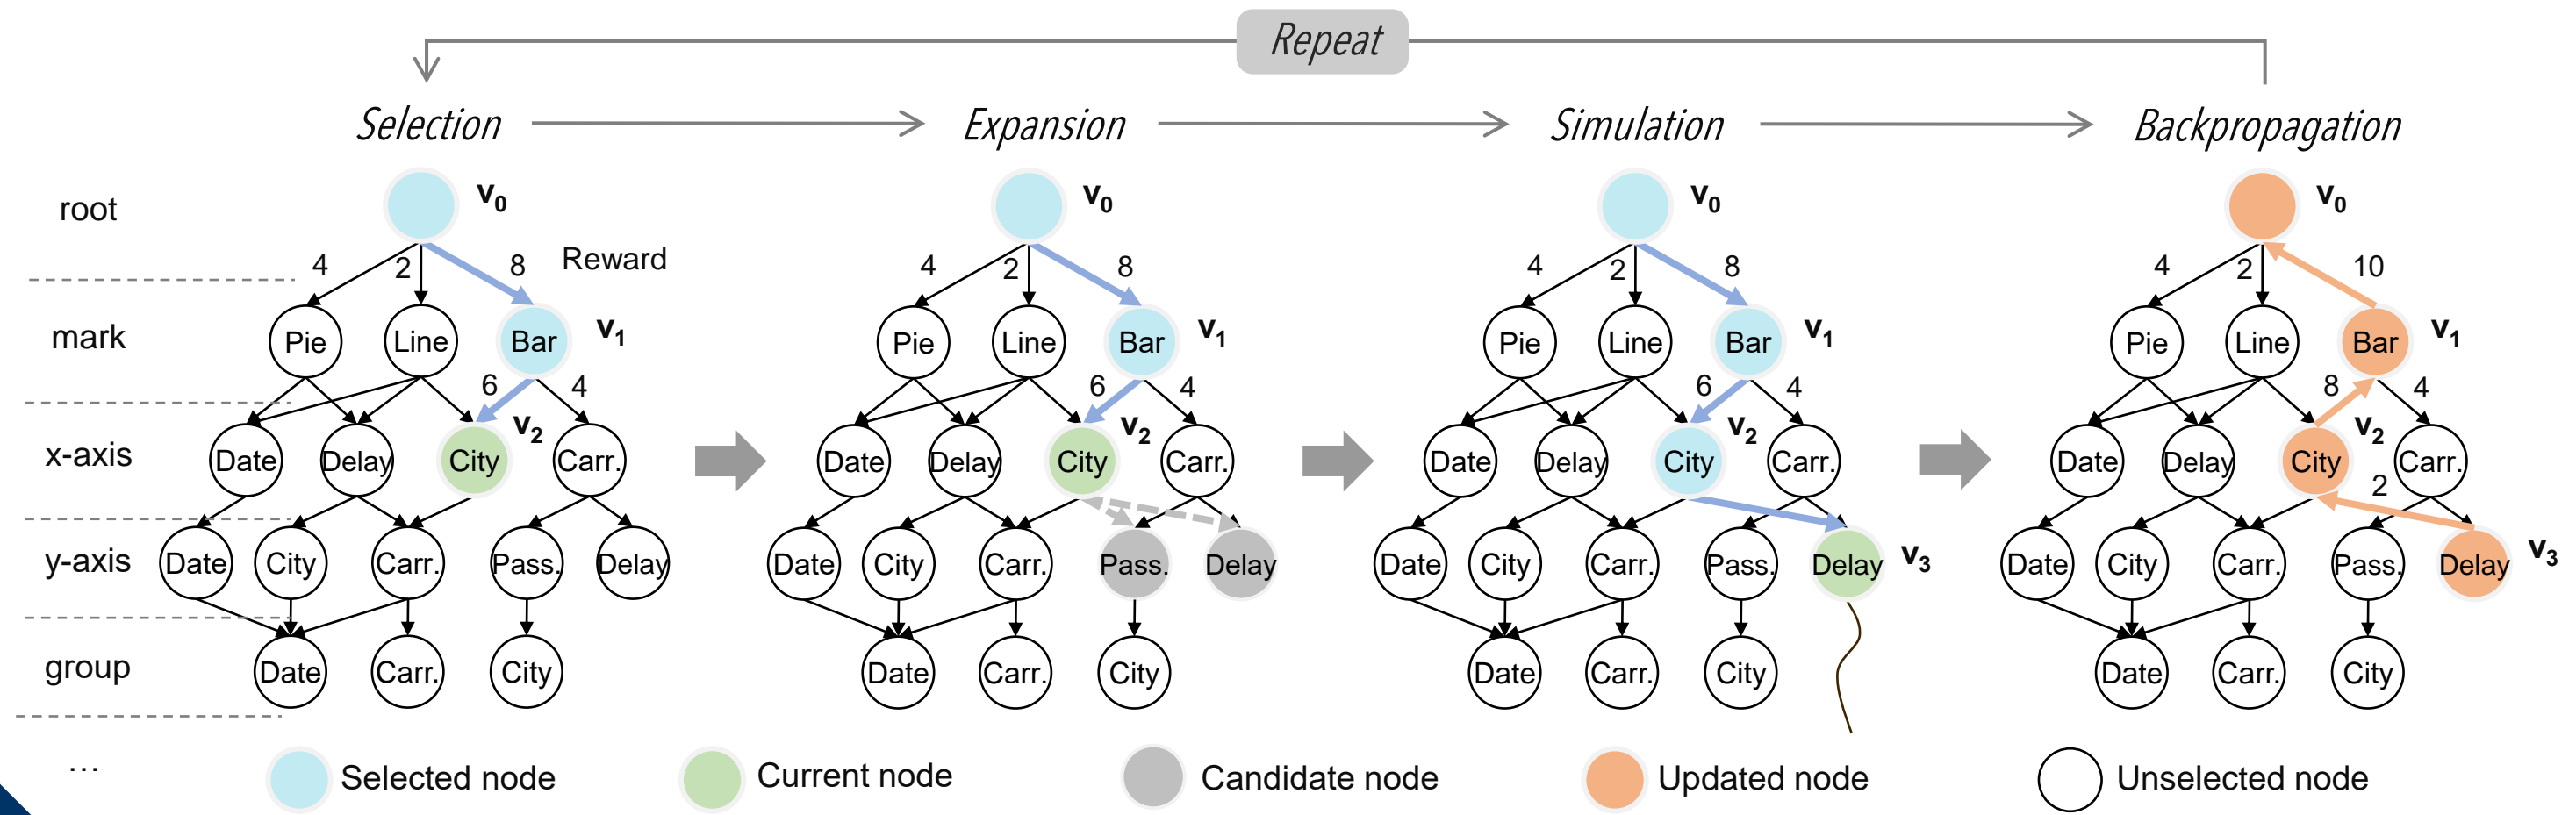 Repeat
Selection
Expansion
Simulation
Backpropagation
root
mark
x-axis
y-axis
group
...
v0
4
2
8
Reward
Pie
Line
Bar
v1
6
4
v2
Date
Delay
City
Carr.
Date
City
Carr.
Pass.
Delay
Date
Carr.
City
v0
4
2
8
Pie
Line
Bar
v1
6
4
v2
Date
Delay
City
Carr.
Date
City
Carr.
Pass.
Delay
Date
Carr.
City
v0
4
2
8
Pie
Line
Bar
v1
6
4
v2
Date
Delay
City
Carr.
Date
City
Carr.
Pass.
Delay
v3
Date
Carr.
City
v0
4
2
10
Pie
Line
Bar
v1
8
4
v2
Date
Delay
City
Carr.
2
Date
City
Carr.
Pass.
Delay
v3
Date
Carr.
City
Selected node
Current node
Candidate node
Updated node
Unselected node